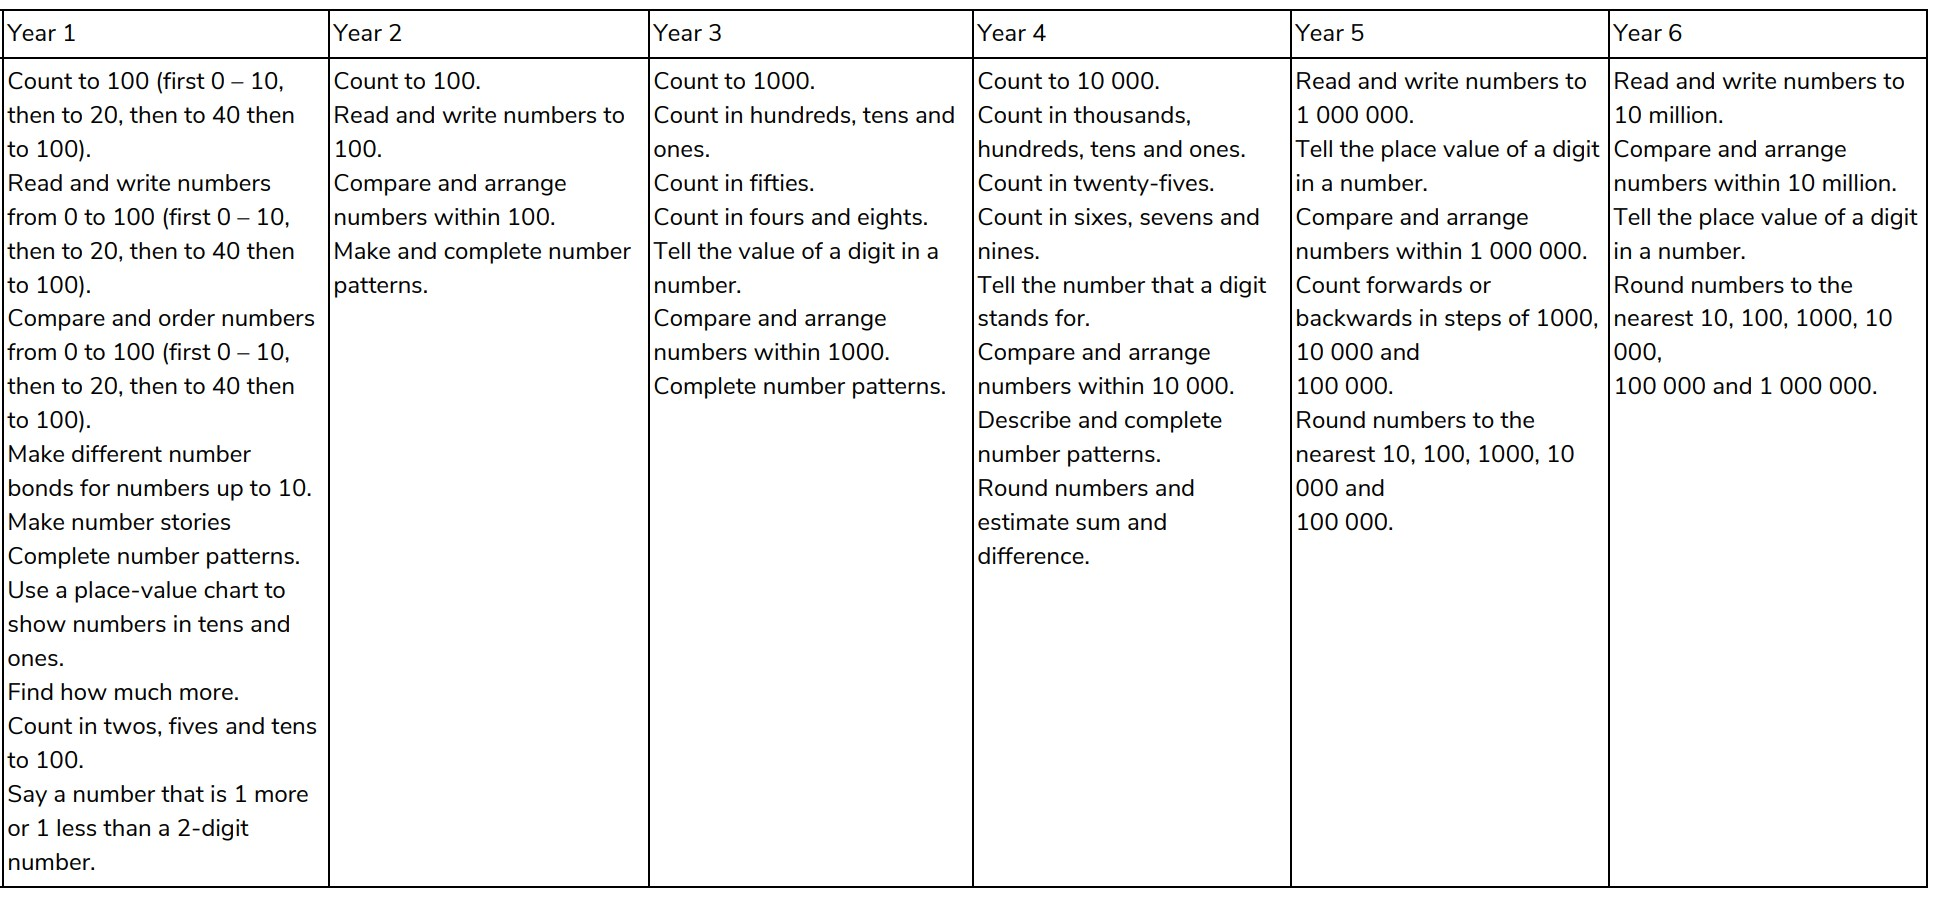 Year 1
Count to 100 (first 0 – 10,
then to 20, then to 40 then
to 100).
Read and write numbers
from 0 to 100 (first 0 – 10,
then to 20, then to 40 then
to 100).
Compare and order numbers
from 0 to 100 (first 0 – 10,
then to 20, then to 40 then
to 100).
Make different number
bonds for numbers up to 10.
Make number stories
Complete number patterns.
Use a place-value chart to
show numbers in tens and
ones.
Find how much more.
Count in twos, fives and tens
to 100.
Say a number that is 1 more
or 1 less than a 2-digit
number.
Year 2
Count to 100.
Read and write numbers to
100.
Compare and arrange
numbers within 100.
Make and complete number
patterns.
Year 3
Count to 1000.
Count in hundreds, tens and
ones.
Count in fifties.
Count in fours and eights.
Tell the value of a digit in a
number.
Compare and arrange
numbers within 1000.
Complete number patterns.
Year 4
Count to 10 000.
Count in thousands,
hundreds, tens and ones.
Count in twenty-fives.
Count in sixes, sevens and
nines.
Tell the number that a digit
stands for.
Compare and arrange
numbers within 10 000.
Describe and complete
number patterns.
Round numbers and
estimate sum and
difference.
Year 5
Read and write numbers to
1 000 000.
Tell the place value of a digit
in a number.
Compare and arrange
numbers within 1 000 000.
Count forwards or
backwards in steps of 1000,
10 000 and
100 000.
Round numbers to the
nearest 10, 100, 1000, 10
000 and
100 000.
Year 6
Read and write numbers to
10 million.
Compare and arrange
numbers within 10 million.
Tell the place value of a digit
in a number.
Round numbers to the
nearest 10, 100, 1000, 10
000,
100 000 and 1 000 000.